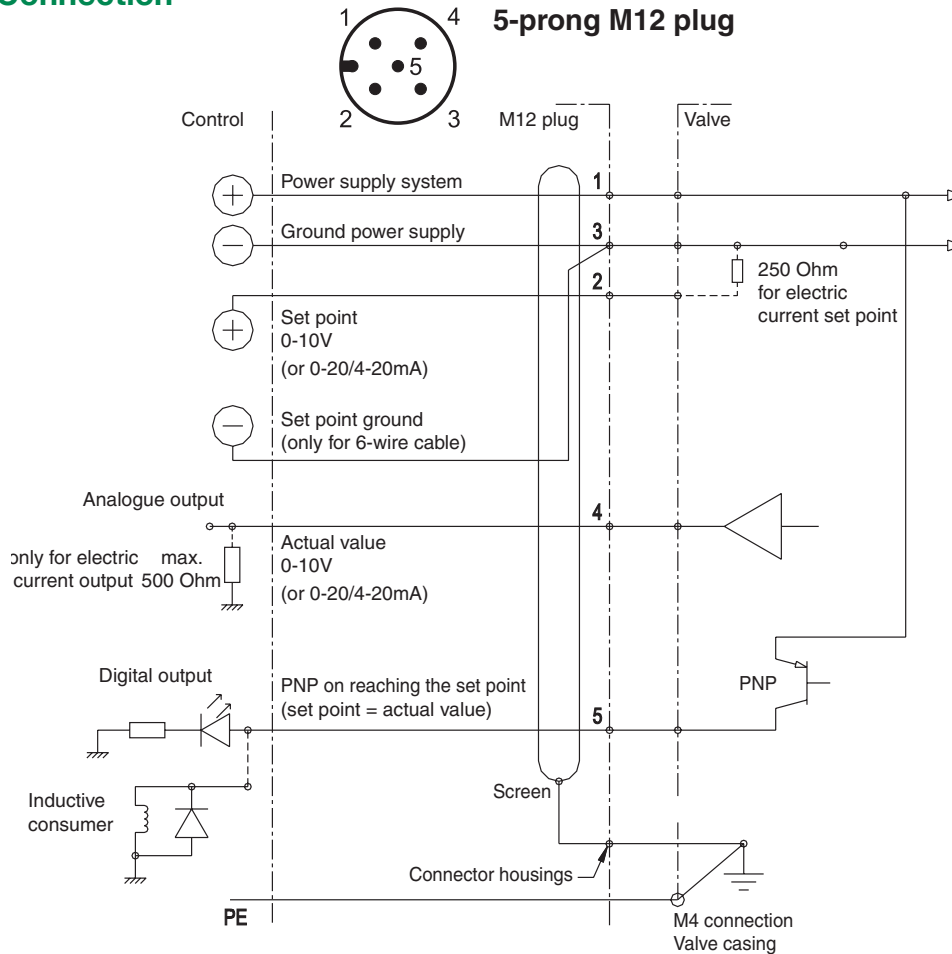 Connection
5-prong M12 plug
1
4
5
2
3
Control
M12 plug
Valve
Power supply system
1
Ground power supply
3
2
250 Ohm
for electric
current set point
Set point
0-10V
(or 0-20/4-20mA)
Set point ground
(only for 6-wire cable)
Analogue output
4
only for electric max.
current output 500 Ohm
Actual value
0-10V
(or 0-20/4-20mA)
Digital output
PNP on reaching the set point
(set point = actual value)
PNP
5
Inductive
consumer
Screen
Connector housings
PE
M4 connection
Valve casing